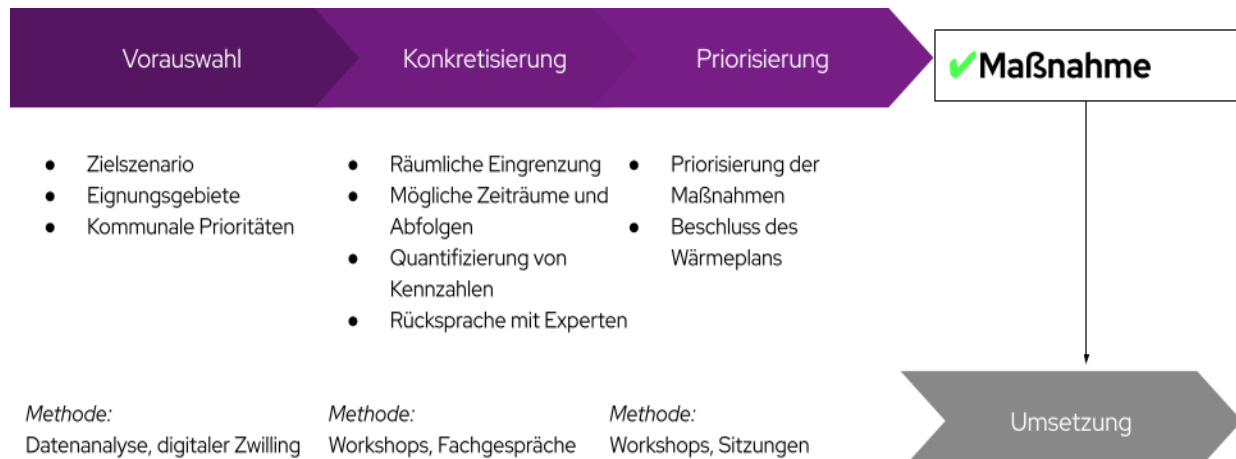 Vorauswahl
Konkretisierung
Priorisierung
✔Maßnahme
● Zielszenario
● Eignungsgebiete
● Kommunale Prioritäten
● Räumliche Eingrenzung
● Mögliche Zeiträume und
Abfolgen
● Quantifizierung von
Kennzahlen
● Rücksprache mit Experten
● Priorisierung der
Maßnahmen
● Beschluss des
Wärmeplans
Methode:
Datenanalyse, digitaler Zwilling
Methode:
Workshops, Fachgespräche
Methode:
Workshops, Sitzungen
Umsetzung